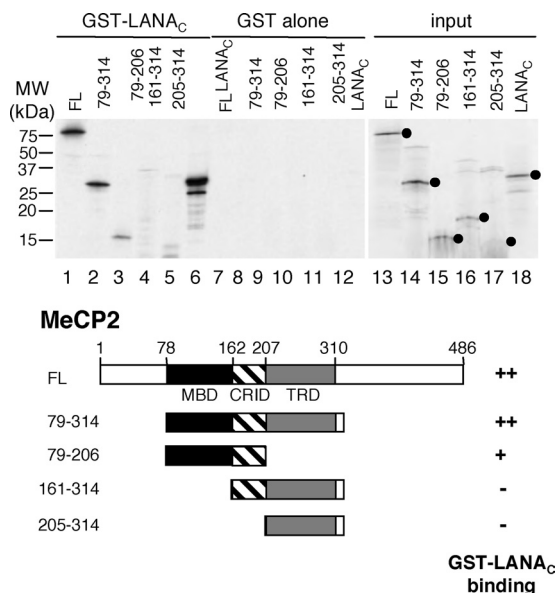 GST-LANAC GST alone input
MW (kDa)
FL 79-314 79-206 161-314 205-314 LANAC FL 79-314 79-206 161-314 205-314 LANAC FL 79-314 79-206 161-314 205-314 LANAC
75
50
37
25
20
15
1 2 3 4 5 6 7 8 9 10 11 12 13 14 15 16 17 18
MeCP2
1 78 162 207 310 486
FL ++
MBD CRID TRD
79-314 ++
79-206 +
161-314 -
205-314 -
GST-LANAC
binding